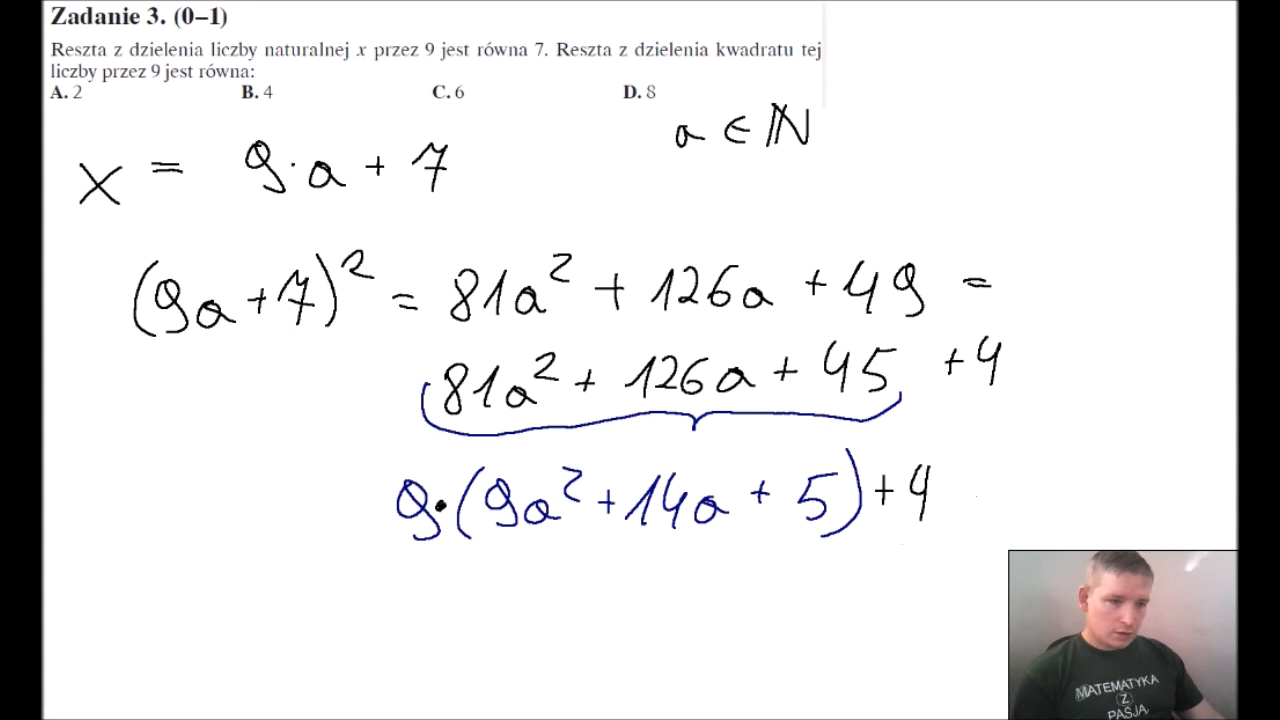 Zadanie 3. (0–1)
Reszta z dzielenia liczby naturalnej x przez 9 jest równa 7. Reszta z dzielenia kwadratu tej
liczby przez 9 jest równa:
A. 2 B. 4 C. 6 D. 8
a ∈ ℕ
x = 9·a + 7
(9a+7)² = 81a² + 126a + 49 =
81a² + 126a + 45 + 4
9·(9a² + 14a + 5) + 4
MATEMATYKA
Z
PASJĄ